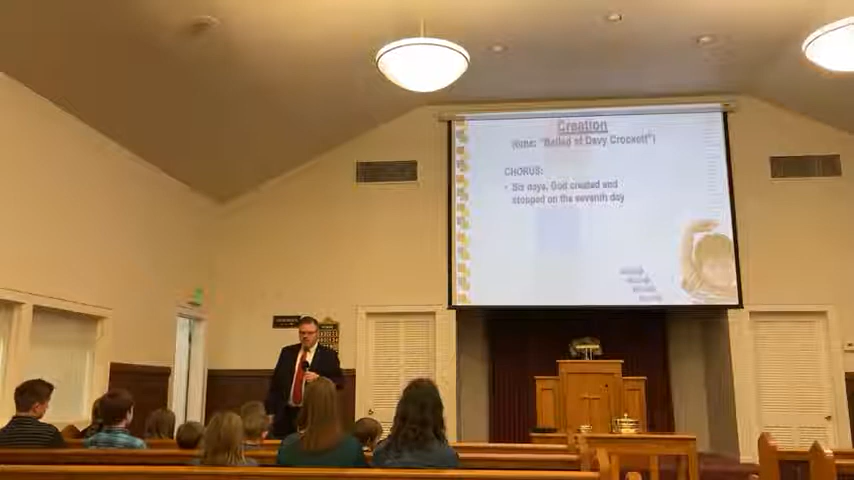 Creation
(tune: "Ballad of Davy Crockett")
CHORUS:
• Six days, God created and
stopped on the seventh day